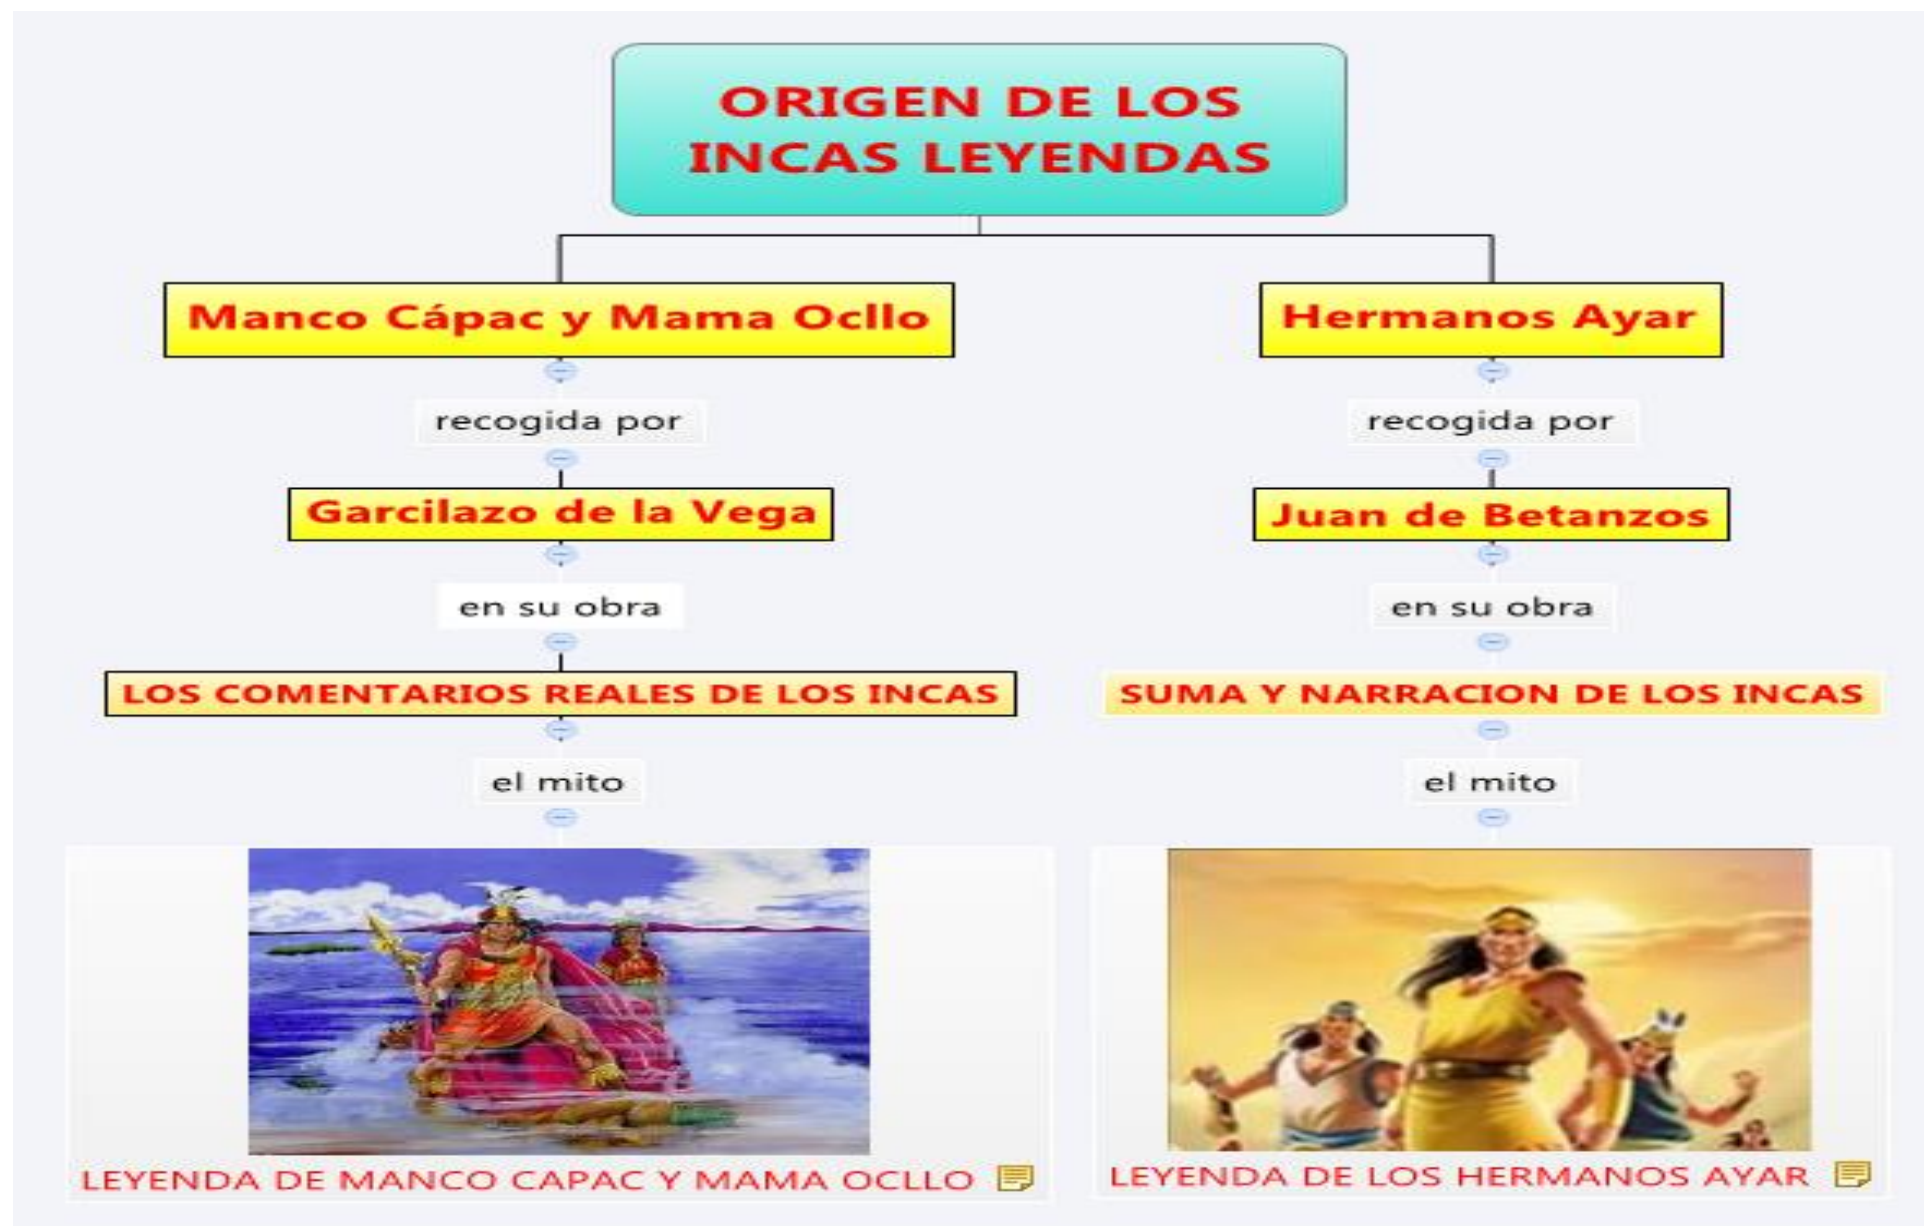 ORIGEN DE LOS
INCAS LEYENDAS
Manco Cápac y Mama Ocllo
recogida por
Garcilazo de la Vega
en su obra
LOS COMENTARIOS REALES DE LOS INCAS
el mito
LEYENDA DE MANCO CAPAC Y MAMA OCLLO
Hermanos Ayar
recogida por
Juan de Betanzos
en su obra
SUMA Y NARRACION DE LOS INCAS
el mito
LEYENDA DE LOS HERMANOS AYAR